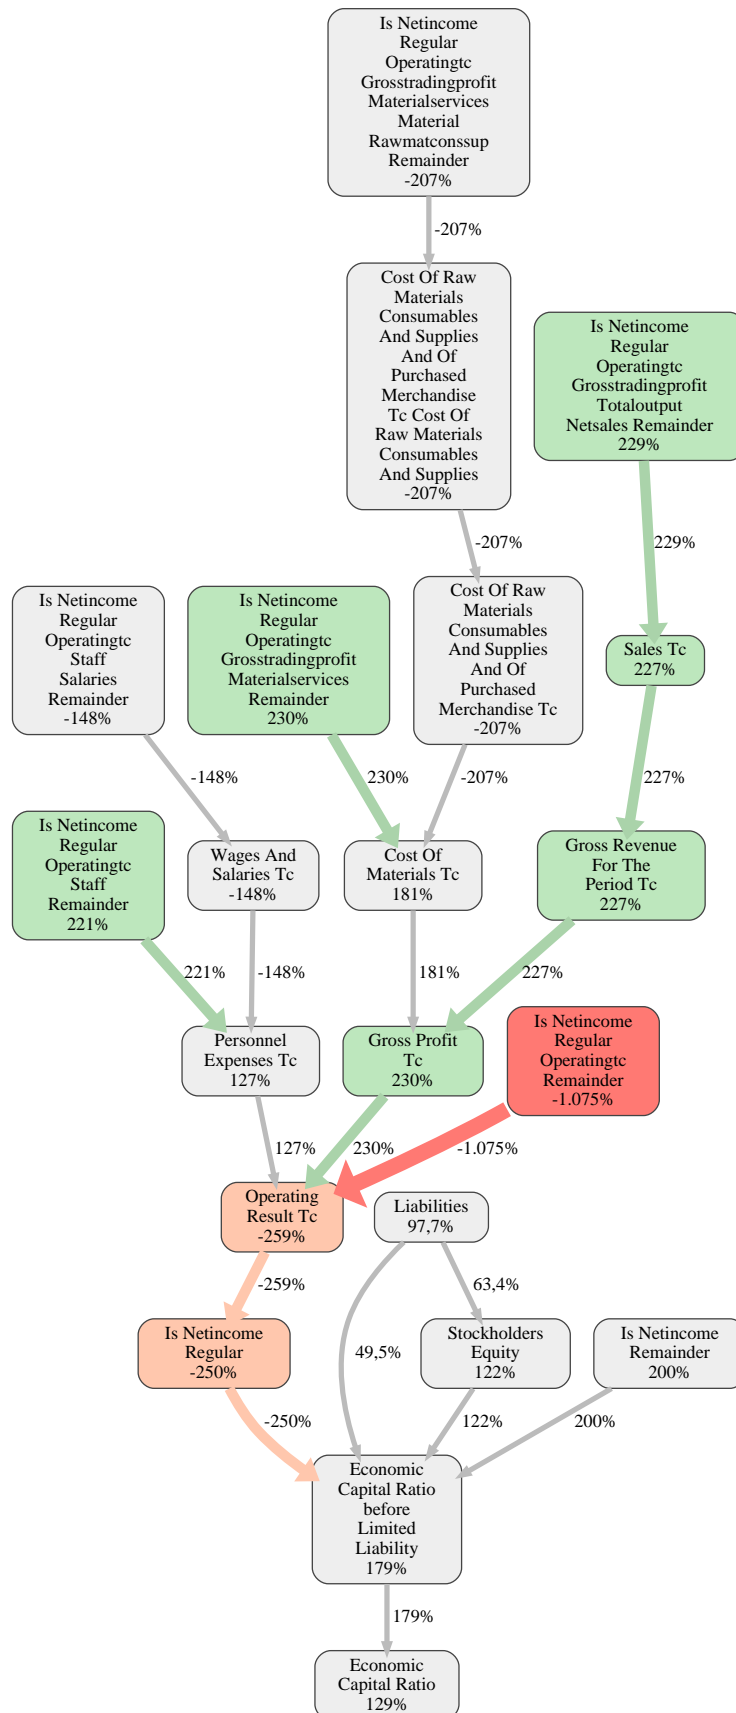 Is Netincome
Regular
Operatingtc
Grosstradingprofit
Materialservices
Material
Rawmatconssup
Remainder
-207%
-207%
Cost Of Raw
Materials
Consumables
And Supplies
And Of
Purchased
Merchandise
Tc Cost Of
Raw Materials
Consumables
And Supplies
-207%
Is Netincome
Regular
Operatingtc
Grosstradingprofit
Totaloutput
Netsales Remainder
229%
-207%
229%
Is Netincome
Regular
Operatingtc
Staff
Salaries
Remainder
-148%
Is Netincome
Regular
Operatingtc
Grosstradingprofit
Materialservices
Remainder
230%
Cost Of Raw
Materials
Consumables
And Supplies
And Of
Purchased
Merchandise Tc
-207%
Sales Tc
227%
-148%
230%
-207%
227%
Is Netincome
Regular
Operatingtc
Staff
Remainder
221%
Wages And
Salaries Tc
-148%
Cost Of
Materials Tc
181%
Gross Revenue
For The
Period Tc
227%
221%
-148%
181%
227%
Personnel
Expenses Tc
127%
Gross Profit
Tc
230%
Is Netincome
Regular
Operatingtc
Remainder
-1.075%
127%
230%
-1.075%
Operating
Result Tc
-259%
Liabilities
97,7%
-259%
63,4%
Is Netincome
Regular
-250%
49,5%
Stockholders
Equity
122%
Is Netincome
Remainder
200%
-250%
122%
200%
Economic
Capital Ratio
before
Limited
Liability
179%
179%
Economic
Capital Ratio
129%